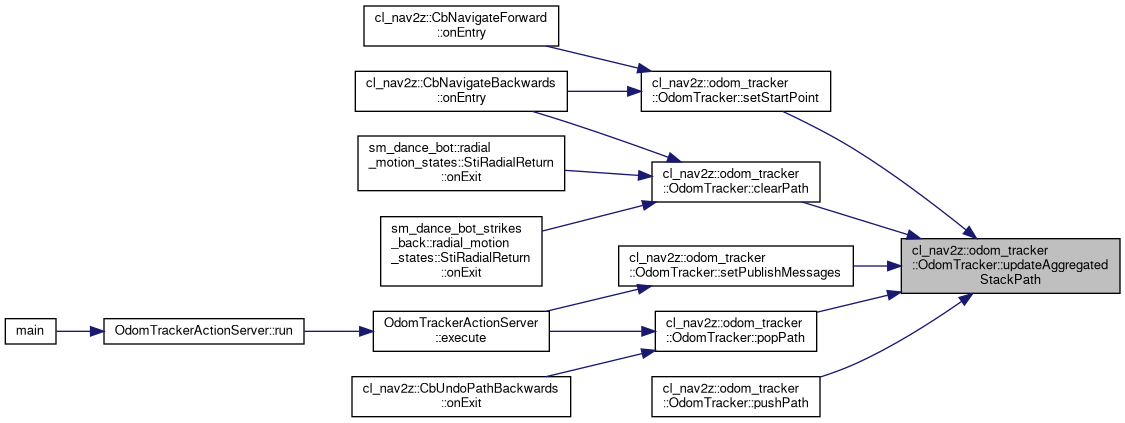 cl_nav2z::CbNavigateForward
::onEntry
cl_nav2z::CbNavigateBackwards
::onEntry
sm_dance_bot::radial
_motion_states::StiRadialReturn
::onExit
sm_dance_bot_strikes
_back::radial_motion
_states::StiRadialReturn
::onExit
main
OdomTrackerActionServer::run
OdomTrackerActionServer
::execute
cl_nav2z::CbUndoPathBackwards
::onExit
cl_nav2z::odom_tracker
::OdomTracker::setStartPoint
cl_nav2z::odom_tracker
::OdomTracker::clearPath
cl_nav2z::odom_tracker
::OdomTracker::setPublishMessages
cl_nav2z::odom_tracker
::OdomTracker::popPath
cl_nav2z::odom_tracker
::OdomTracker::pushPath
cl_nav2z::odom_tracker
::OdomTracker::updateAggregated
StackPath